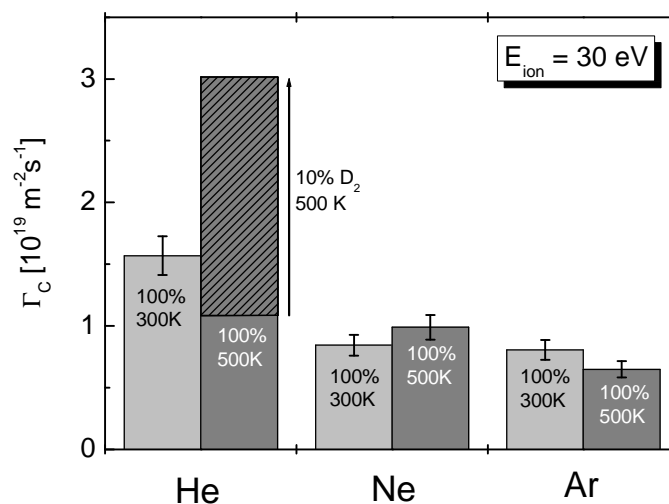 E_ion = 30 eV
3
2
1
0
Γ_C [10^19 m^-2 s^-1]
10% D_2
500 K
100%
300K
100%
500K
100%
300K
100%
500K
100%
300K
100%
500K
He
Ne
Ar